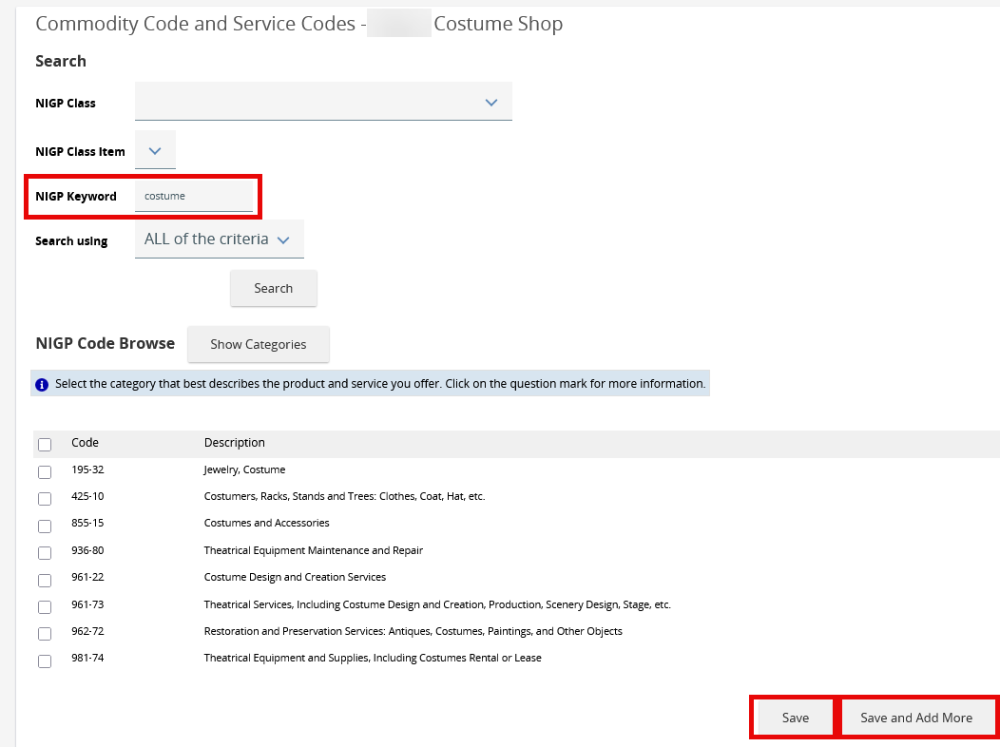 Commodity Code and Service Codes - Costume Shop
Search
NIGP Class
NIGP Class Item
NIGP Keyword costume
Search using ALL of the criteria
Search
NIGP Code Browse Show Categories
Select the category that best describes the product and service you offer. Click on the question mark for more information.
Code Description
195-32 Jewelry, Costume
425-10 Costumers, Racks, Stands and Trees: Clothes, Coat, Hat, etc.
855-15 Costumes and Accessories
936-80 Theatrical Equipment Maintenance and Repair
961-22 Costume Design and Creation Services
961-73 Theatrical Services, Including Costume Design and Creation, Production, Scenery Design, Stage, etc.
962-72 Restoration and Preservation Services: Antiques, Costumes, Paintings, and Other Objects
981-74 Theatrical Equipment and Supplies, Including Costumes Rental or Lease
Save Save and Add More